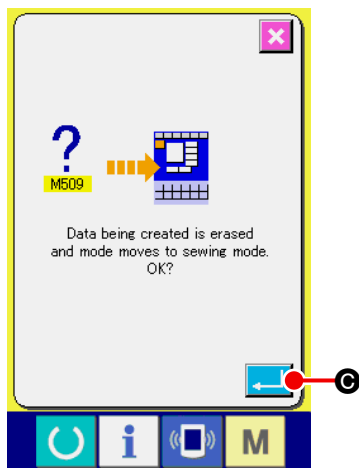 ?
M509
Data being created is erased
and mode moves to sewing mode.
OK?
C
i
M